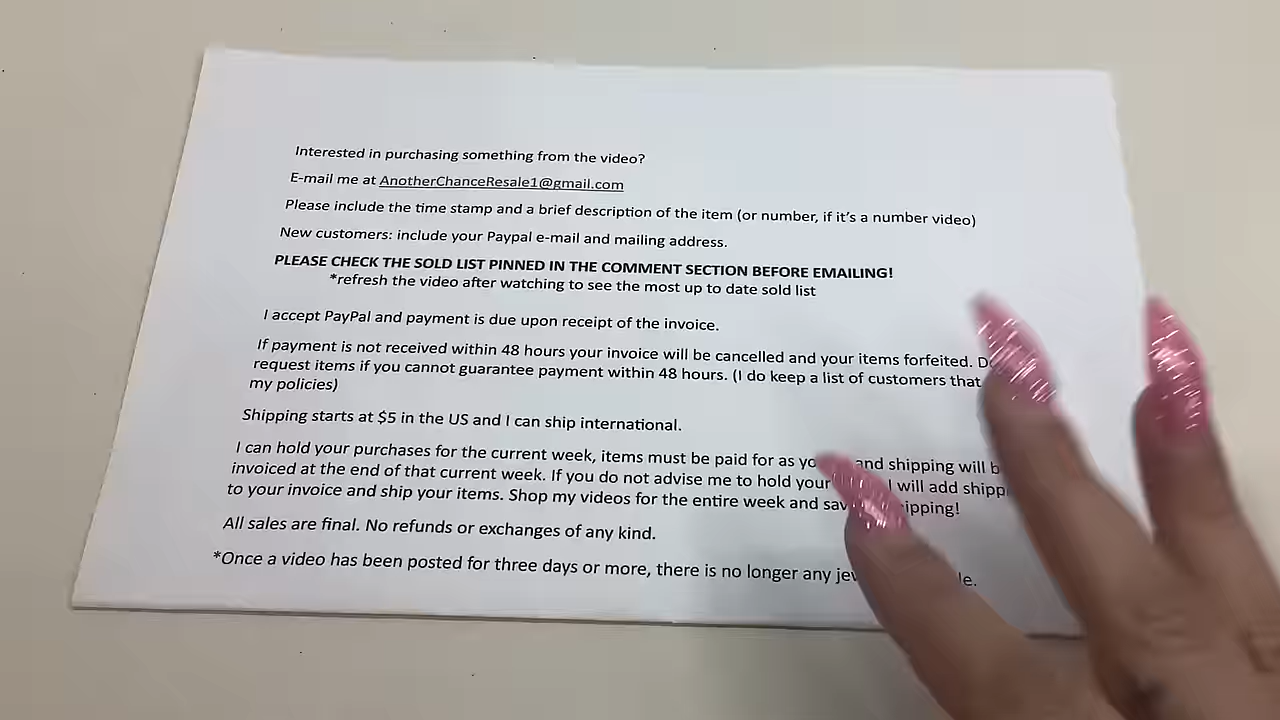 Interested in purchasing something from the video?
E-mail me at AnotherChanceResale1@gmail.com
Please include the time stamp and a brief description of the item (or number, if it's a number video)
New customers: include your Paypal e-mail and mailing address.
PLEASE CHECK THE SOLD LIST PINNED IN THE COMMENT SECTION BEFORE EMAILING!
*refresh the video after watching to see the most up to date sold list
I accept PayPal and payment is due upon receipt of the invoice.
If payment is not received within 48 hours your invoice will be cancelled and your items forfeited.
request items if you cannot guarantee payment within 48 hours. (I do keep a list of customers that
my policies)
Shipping starts at $5 in the US and I can ship international.
I can hold your purchases for the current week, items must be paid for as and shipping will
invoiced at the end of that current week. If you do not advise me to hold your I will add
to your invoice and ship your items. Shop my videos for the entire week and
All sales are final. No refunds or exchanges of any kind.
*Once a video has been posted for three days or more, there is no longer any